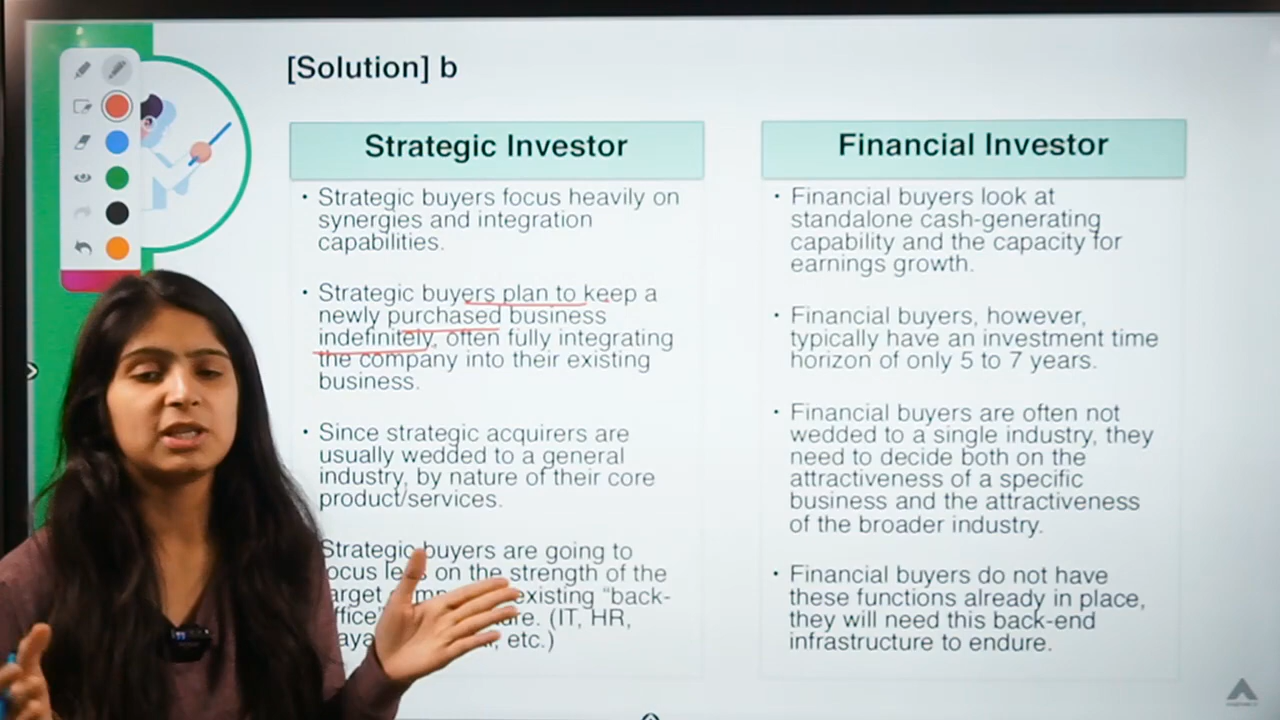 [Solution] b
Strategic Investor
• Strategic buyers focus heavily on
synergies and integration
capabilities.
• Strategic buyers plan to keep a
newly purchased business
indefinitely, often fully integrating
the company into their existing
business.
• Since strategic acquirers are
usually wedded to a general
industry, by nature of their core
product/services.
Strategic buyers are going to
on the strength of the
existing "back-
(IT, HR,
etc.)
Financial Investor
• Financial buyers look at
standalone cash-generating
capability and the capacity for
earnings growth.
• Financial buyers, however,
typically have an investment time
horizon of only 5 to 7 years.
• Financial buyers are often not
wedded to a single industry, they
need to decide both on the
attractiveness of a specific
business and the attractiveness
of the broader industry.
• Financial buyers do not have
these functions already in place,
they will need this back-end
infrastructure to endure.